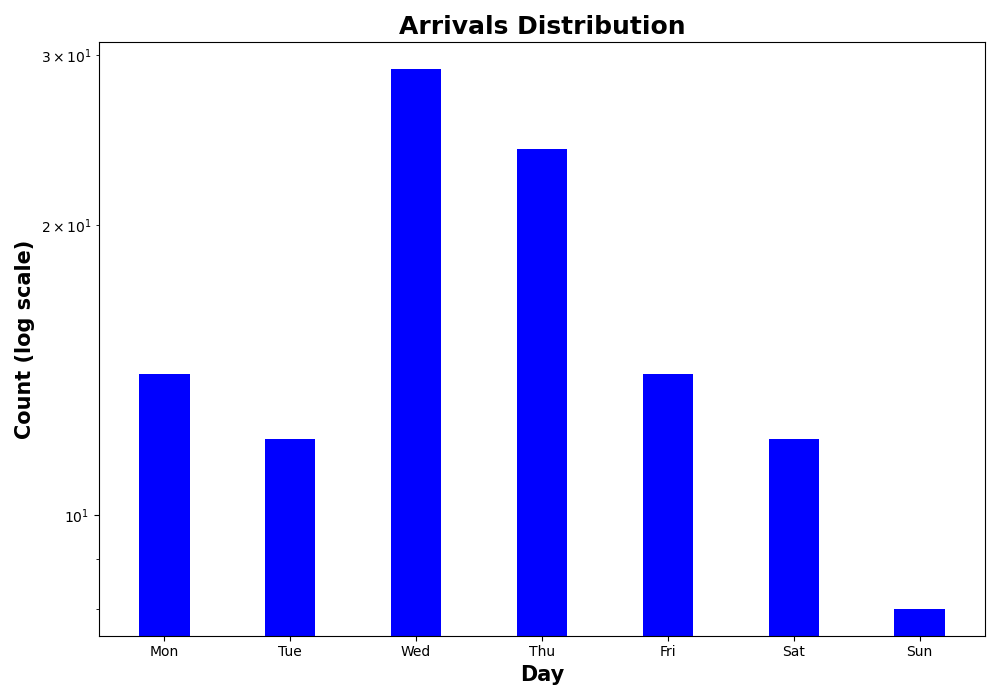 Arrivals Distribution
3 × 10¹
2 × 10¹
10¹
Count (log scale)
Mon Tue Wed Thu Fri Sat Sun
Day